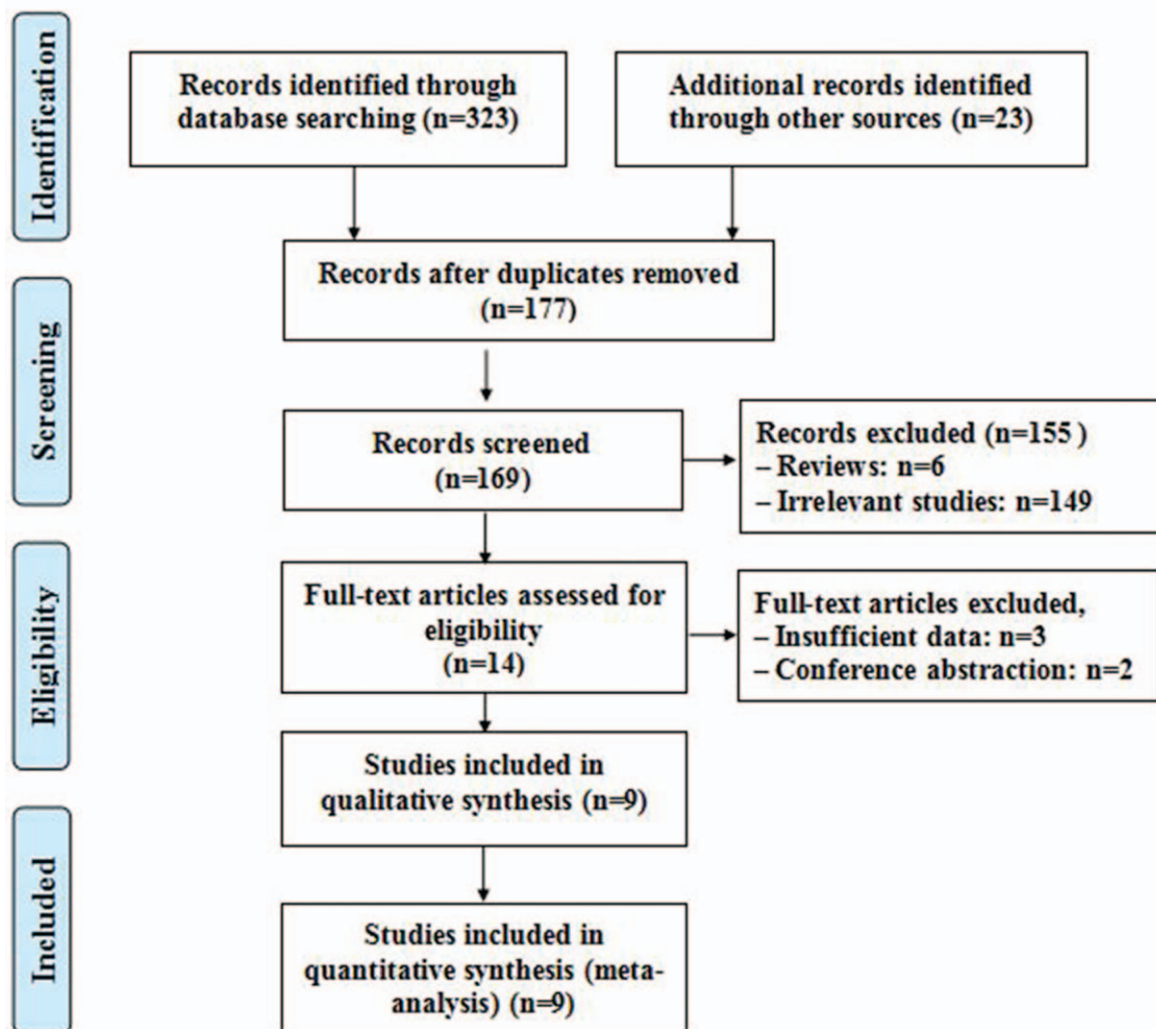 Identification
Records identified through
database searching (n=323)
Additional records identified
through other sources (n=23)
Records after duplicates removed
(n=177)
Screening
Records screened
(n=169)
Records excluded (n=155 )
– Reviews: n=6
– Irrelevant studies: n=149
Eligibility
Full-text articles assessed for
eligibility
(n=14)
Full-text articles excluded,
– Insufficient data: n=3
– Conference abstraction: n=2
Studies included in
qualitative synthesis (n=9)
Included
Studies included in
quantitative synthesis (meta-
analysis) (n=9)